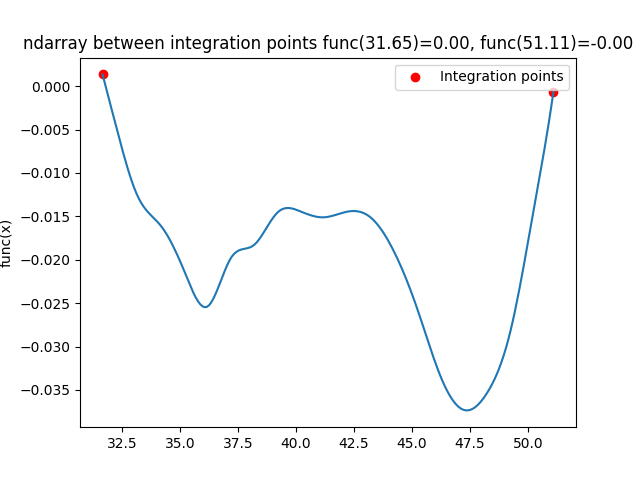 ndarray between integration points func(31.65)=0.00, func(51.11)=-0.00
Integration points
func(x)
0.000
−0.005
−0.010
−0.015
−0.020
−0.025
−0.030
−0.035
32.5 35.0 37.5 40.0 42.5 45.0 47.5 50.0